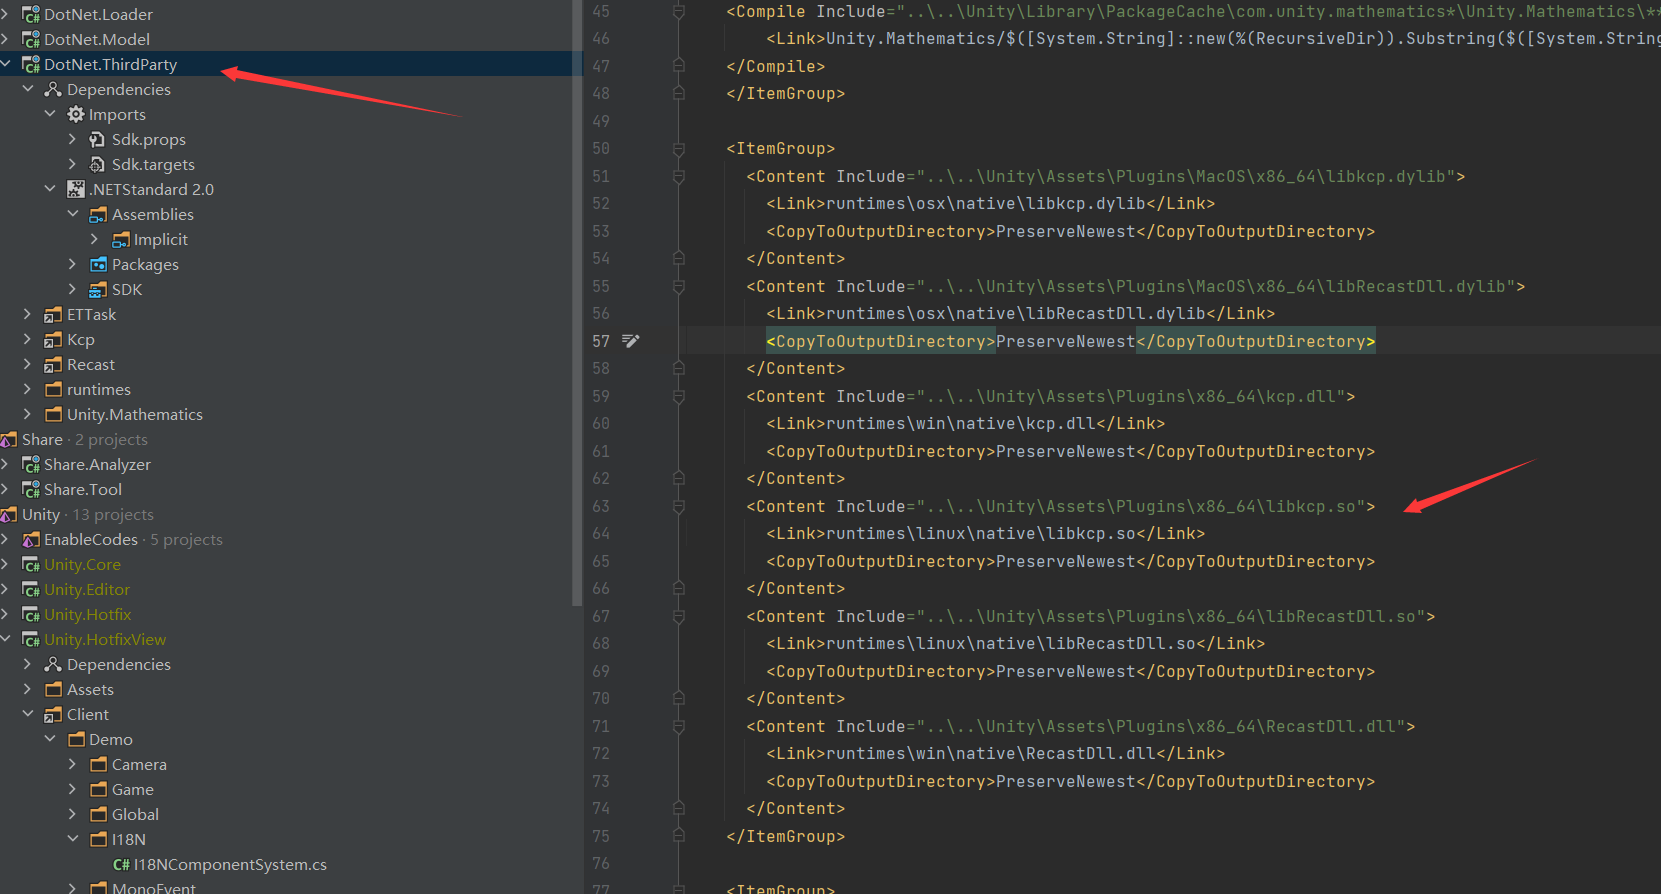 DotNet.Loader
DotNet.Model
DotNet.ThirdParty
Dependencies
Imports
Sdk.props
Sdk.targets
.NETStandard 2.0
Assemblies
Implicit
Packages
SDK
ETTask
Kcp
Recast
runtimes
Unity.Mathematics
Share · 2 projects
Share.Analyzer
Share.Tool
Unity · 13 projects
EnableCodes · 5 projects
Unity.Core
Unity.Editor
Unity.Hotfix
Unity.HotfixView
Dependencies
Assets
Client
Demo
Camera
Game
Global
I18N
C# I18NComponentSystem.cs
MonoEvent
45 <Compile Include="..\..\Unity\Library\PackageCache\com.unity.mathematics*\Unity.Mathematics\**
46 <Link>Unity.Mathematics/$([System.String]::new(%(RecursiveDir)).Substring($([System.String
47 </Compile>
48 </ItemGroup>
49
50 <ItemGroup>
51 <Content Include="..\..\Unity\Assets\Plugins\MacOS\x86_64\libkcp.dylib">
52 <Link>runtimes\osx\native\libkcp.dylib</Link>
53 <CopyToOutputDirectory>PreserveNewest</CopyToOutputDirectory>
54 </Content>
55 <Content Include="..\..\Unity\Assets\Plugins\MacOS\x86_64\libRecastDll.dylib">
56 <Link>runtimes\osx\native\libRecastDll.dylib</Link>
57 <CopyToOutputDirectory>PreserveNewest</CopyToOutputDirectory>
58 </Content>
59 <Content Include="..\..\Unity\Assets\Plugins\x86_64\kcp.dll">
60 <Link>runtimes\win\native\kcp.dll</Link>
61 <CopyToOutputDirectory>PreserveNewest</CopyToOutputDirectory>
62 </Content>
63 <Content Include="..\..\Unity\Assets\Plugins\x86_64\libkcp.so">
64 <Link>runtimes\linux\native\libkcp.so</Link>
65 <CopyToOutputDirectory>PreserveNewest</CopyToOutputDirectory>
66 </Content>
67 <Content Include="..\..\Unity\Assets\Plugins\x86_64\libRecastDll.so">
68 <Link>runtimes\linux\native\libRecastDll.so</Link>
69 <CopyToOutputDirectory>PreserveNewest</CopyToOutputDirectory>
70 </Content>
71 <Content Include="..\..\Unity\Assets\Plugins\x86_64\RecastDll.dll">
72 <Link>runtimes\win\native\RecastDll.dll</Link>
73 <CopyToOutputDirectory>PreserveNewest</CopyToOutputDirectory>
74 </Content>
75 </ItemGroup>
76
77 <ItemGroup>